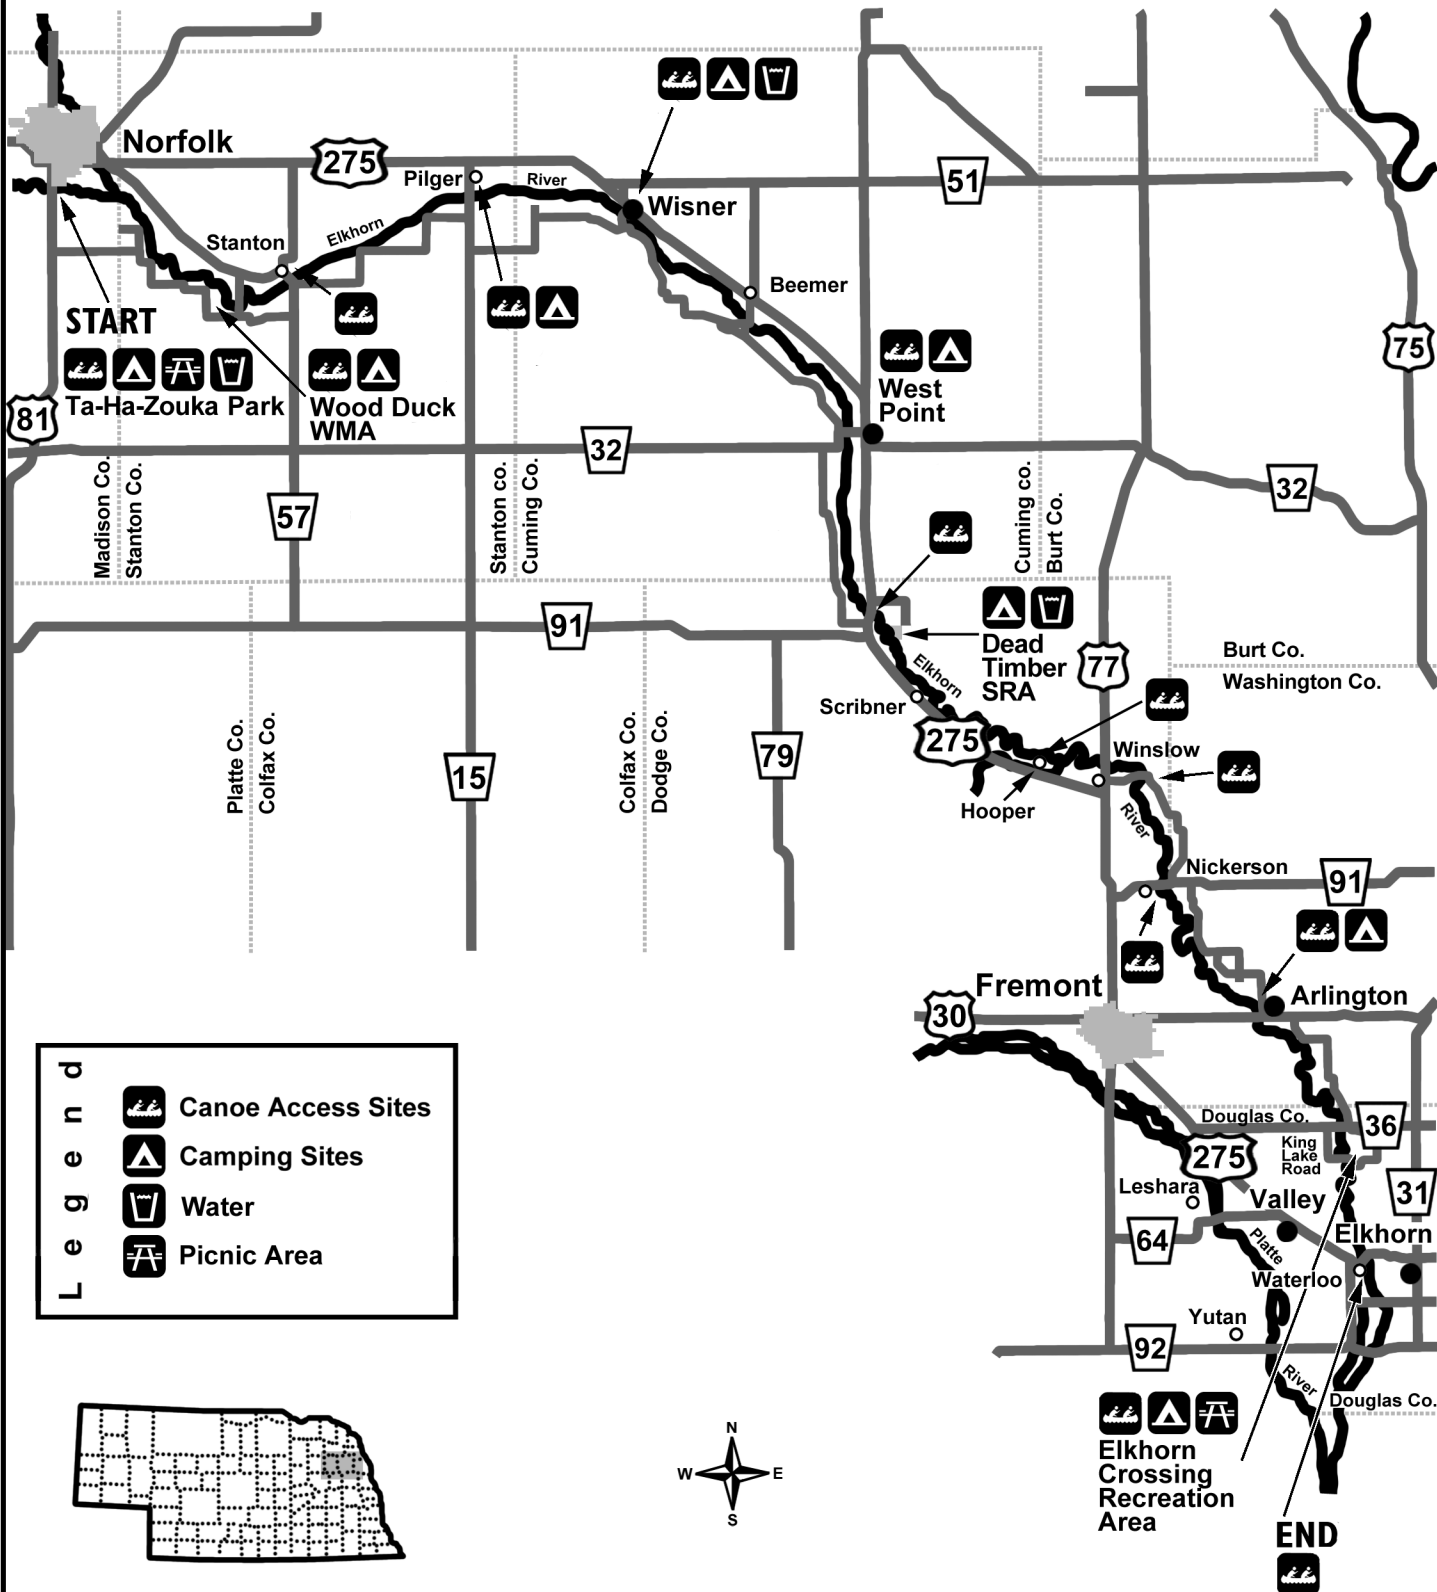 Norfolk
275
Pilger
River
Wisner
51
Stanton
Elkhorn
Beemer
START
Ta-Ha-Zouka Park
81
Wood Duck
WMA
West
Point
75
32
32
Madison Co.
Stanton Co.
57
Stanton co.
Cuming Co.
Cuming co.
Burt Co.
91
Dead
Timber
SRA
Elkhorn
77
Burt Co.
Washington Co.
Scribner
275
Winslow
Hooper
River
Platte Co.
Colfax Co.
15
Colfax Co.
Dodge Co.
79
Nickerson
91
Fremont
30
Arlington
Legend
Canoe Access Sites
Camping Sites
Water
Picnic Area
Douglas Co.
36
King
Lake
Road
275
Leshara
Valley
31
64
Platte
Elkhorn
Waterloo
Yutan
92
River
Douglas Co.
Elkhorn
Crossing
Recreation
Area
N
W
E
S
END